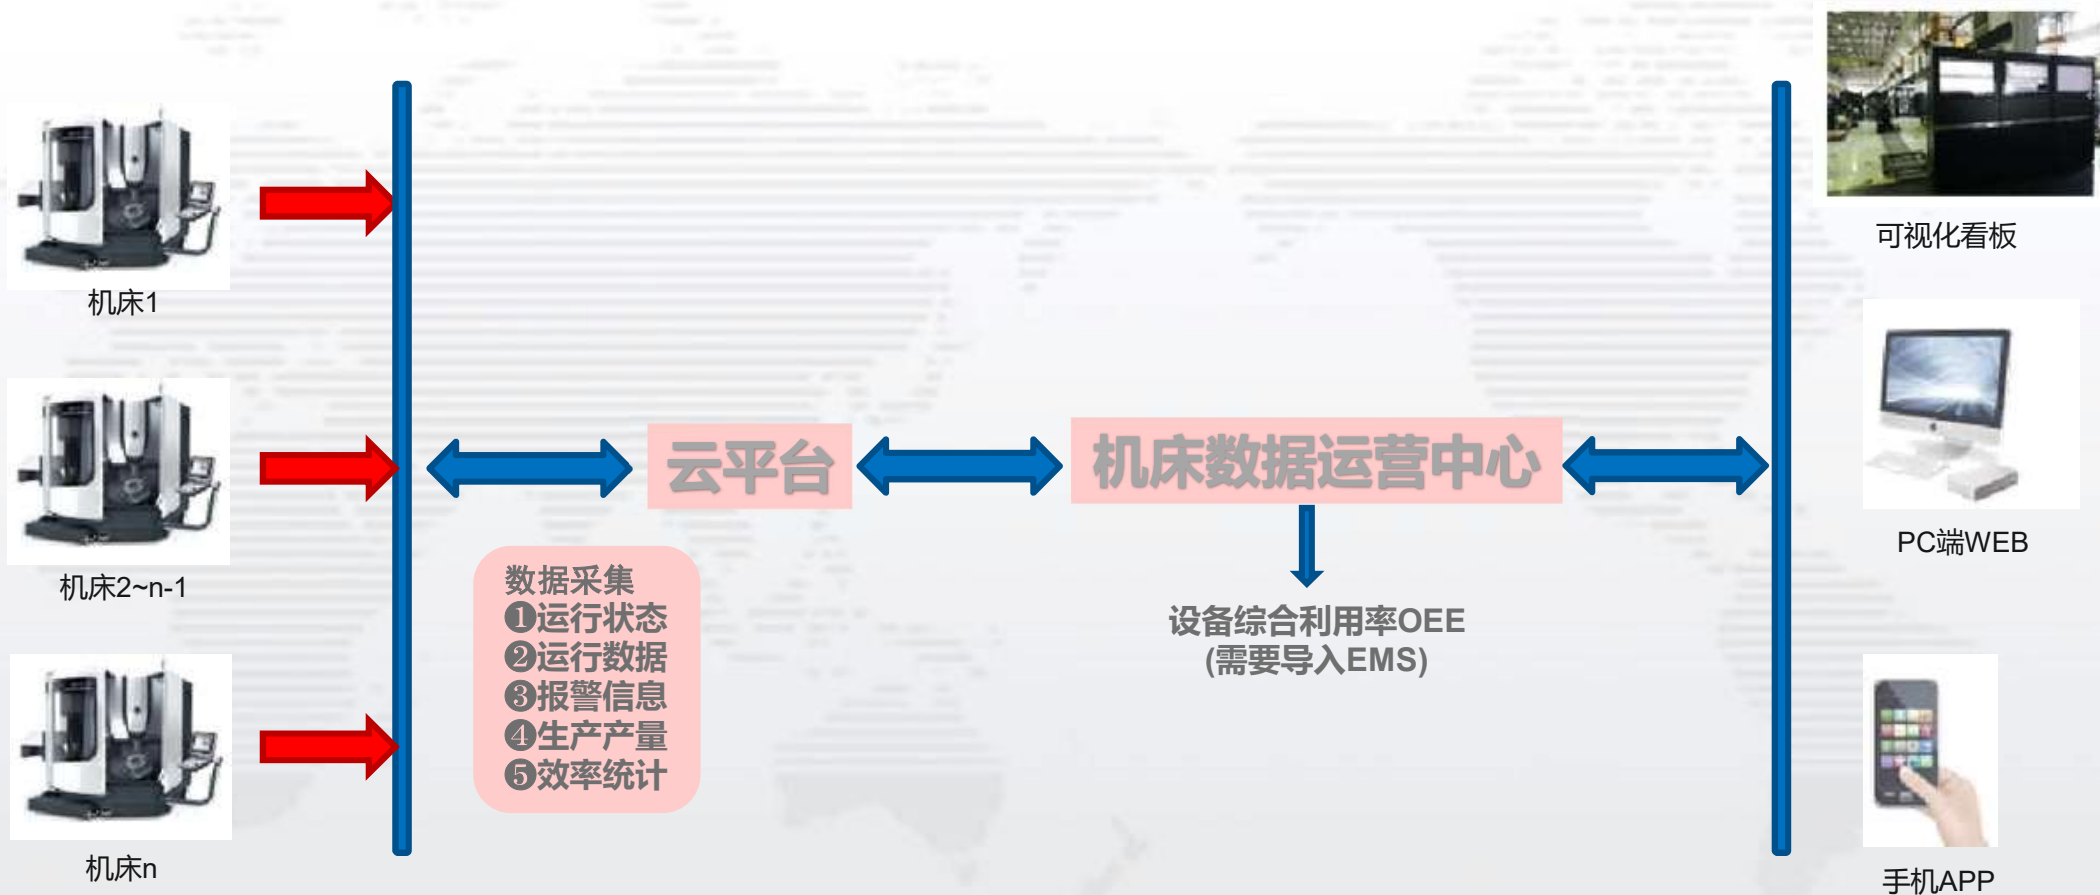 机床1
机床2~n-1
机床n
云平台
数据采集
❶运行状态
❷运行数据
❸报警信息
❹生产产量
❺效率统计
机床数据运营中心
设备综合利用率OEE
(需要导入EMS)
可视化看板
PC端WEB
手机APP